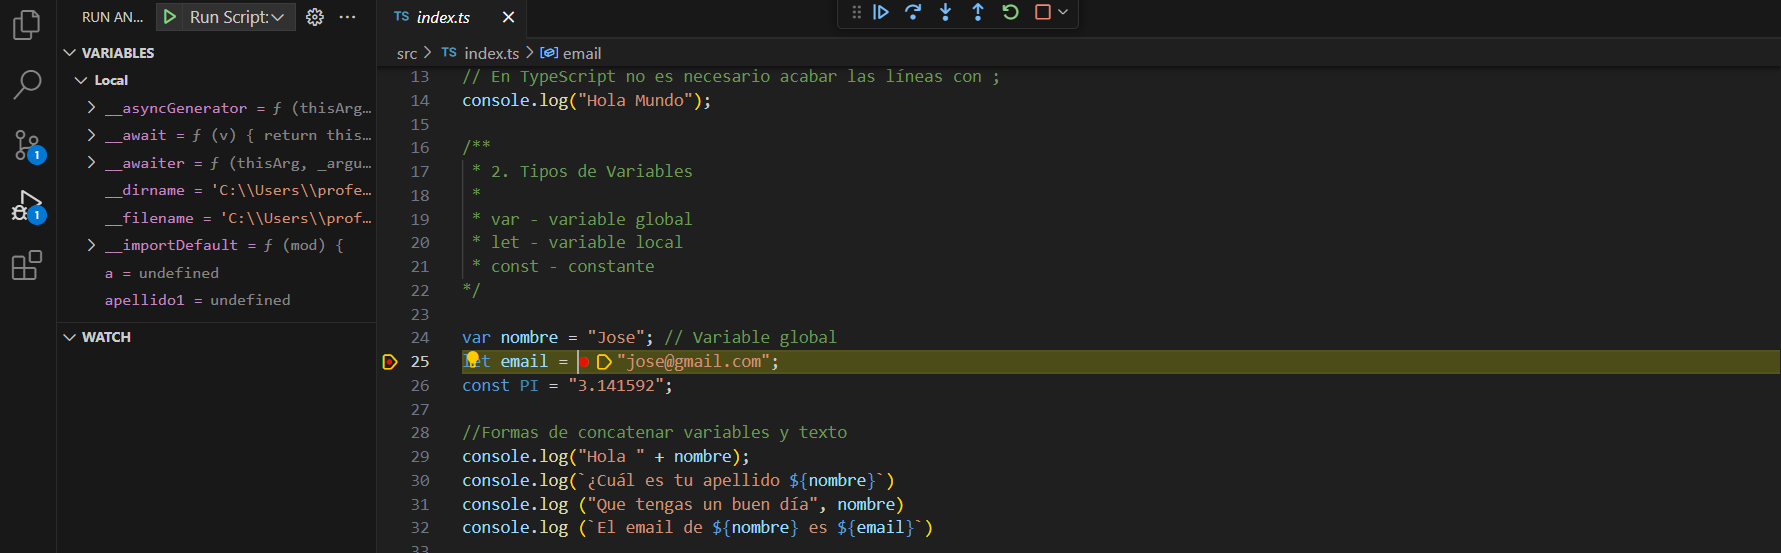 RUN AN...
Run Script:
TS index.ts
VARIABLES
Local
__asyncGenerator = ƒ (thisArg…
__await = ƒ (v) { return this…
__awaiter = ƒ (thisArg, _argu…
__dirname = 'C:\\Users\\profe…
__filename = 'C:\\Users\\prof…
__importDefault = ƒ (mod) {
a = undefined
apellido1 = undefined
WATCH
1
1
src > TS index.ts > email
13 // En TypeScript no es necesario acabar las líneas con ;
14 console.log("Hola Mundo");
15
16 /**
17 * 2. Tipos de Variables
18 *
19 * var - variable global
20 * let - variable local
21 * const - constante
22 */
23
24 var nombre = "Jose"; // Variable global
25 let email = "jose@gmail.com";
26 const PI = "3.141592";
27
28 //Formas de concatenar variables y texto
29 console.log("Hola " + nombre);
30 console.log(`¿Cuál es tu apellido ${nombre}`)
31 console.log ("Que tengas un buen día", nombre)
32 console.log (`El email de ${nombre} es ${email}`)
33